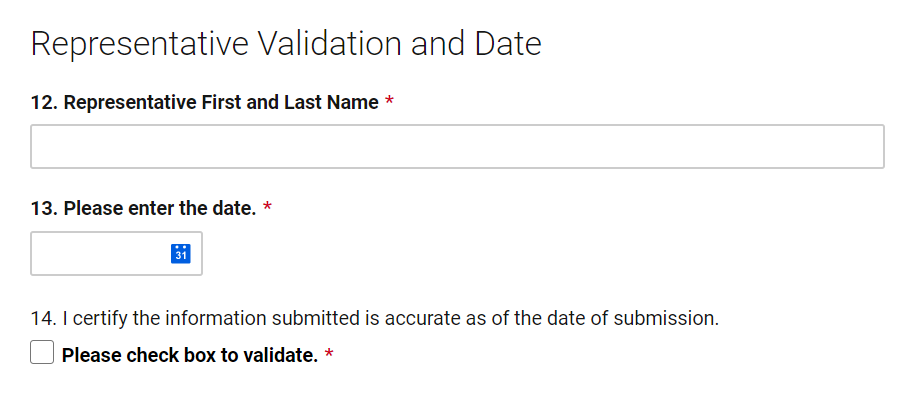 Representative Validation and Date
12. Representative First and Last Name *
13. Please enter the date. *
31
14. I certify the information submitted is accurate as of the date of submission.
Please check box to validate. *